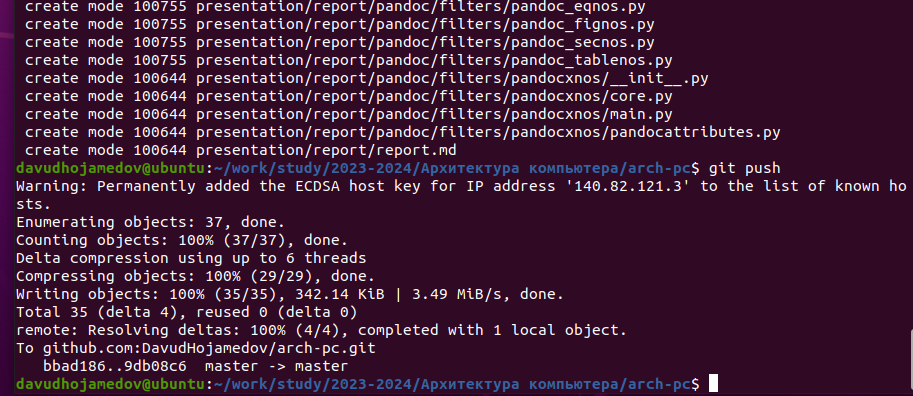 create mode 100755 presentation/report/pandoc/filters/pandoc_eqnos.py
create mode 100755 presentation/report/pandoc/filters/pandoc_fignos.py
create mode 100755 presentation/report/pandoc/filters/pandoc_secnos.py
create mode 100755 presentation/report/pandoc/filters/pandoc_tablenos.py
create mode 100644 presentation/report/pandoc/filters/pandocxnos/__init__.py
create mode 100644 presentation/report/pandoc/filters/pandocxnos/core.py
create mode 100644 presentation/report/pandoc/filters/pandocxnos/main.py
create mode 100644 presentation/report/pandoc/filters/pandocxnos/pandocattributes.py
create mode 100644 presentation/report/report.md
davudhojamedov@ubuntu:~/work/study/2023-2024/Архитектура компьютера/arch-pc$ git push
Warning: Permanently added the ECDSA host key for IP address '140.82.121.3' to the list of known ho
sts.
Enumerating objects: 37, done.
Counting objects: 100% (37/37), done.
Delta compression using up to 6 threads
Compressing objects: 100% (29/29), done.
Writing objects: 100% (35/35), 342.14 KiB | 3.49 MiB/s, done.
Total 35 (delta 4), reused 0 (delta 0)
remote: Resolving deltas: 100% (4/4), completed with 1 local object.
To github.com:DavudHojamedov/arch-pc.git
bbad186..9db08c6  master -> master
davudhojamedov@ubuntu:~/work/study/2023-2024/Архитектура компьютера/arch-pc$